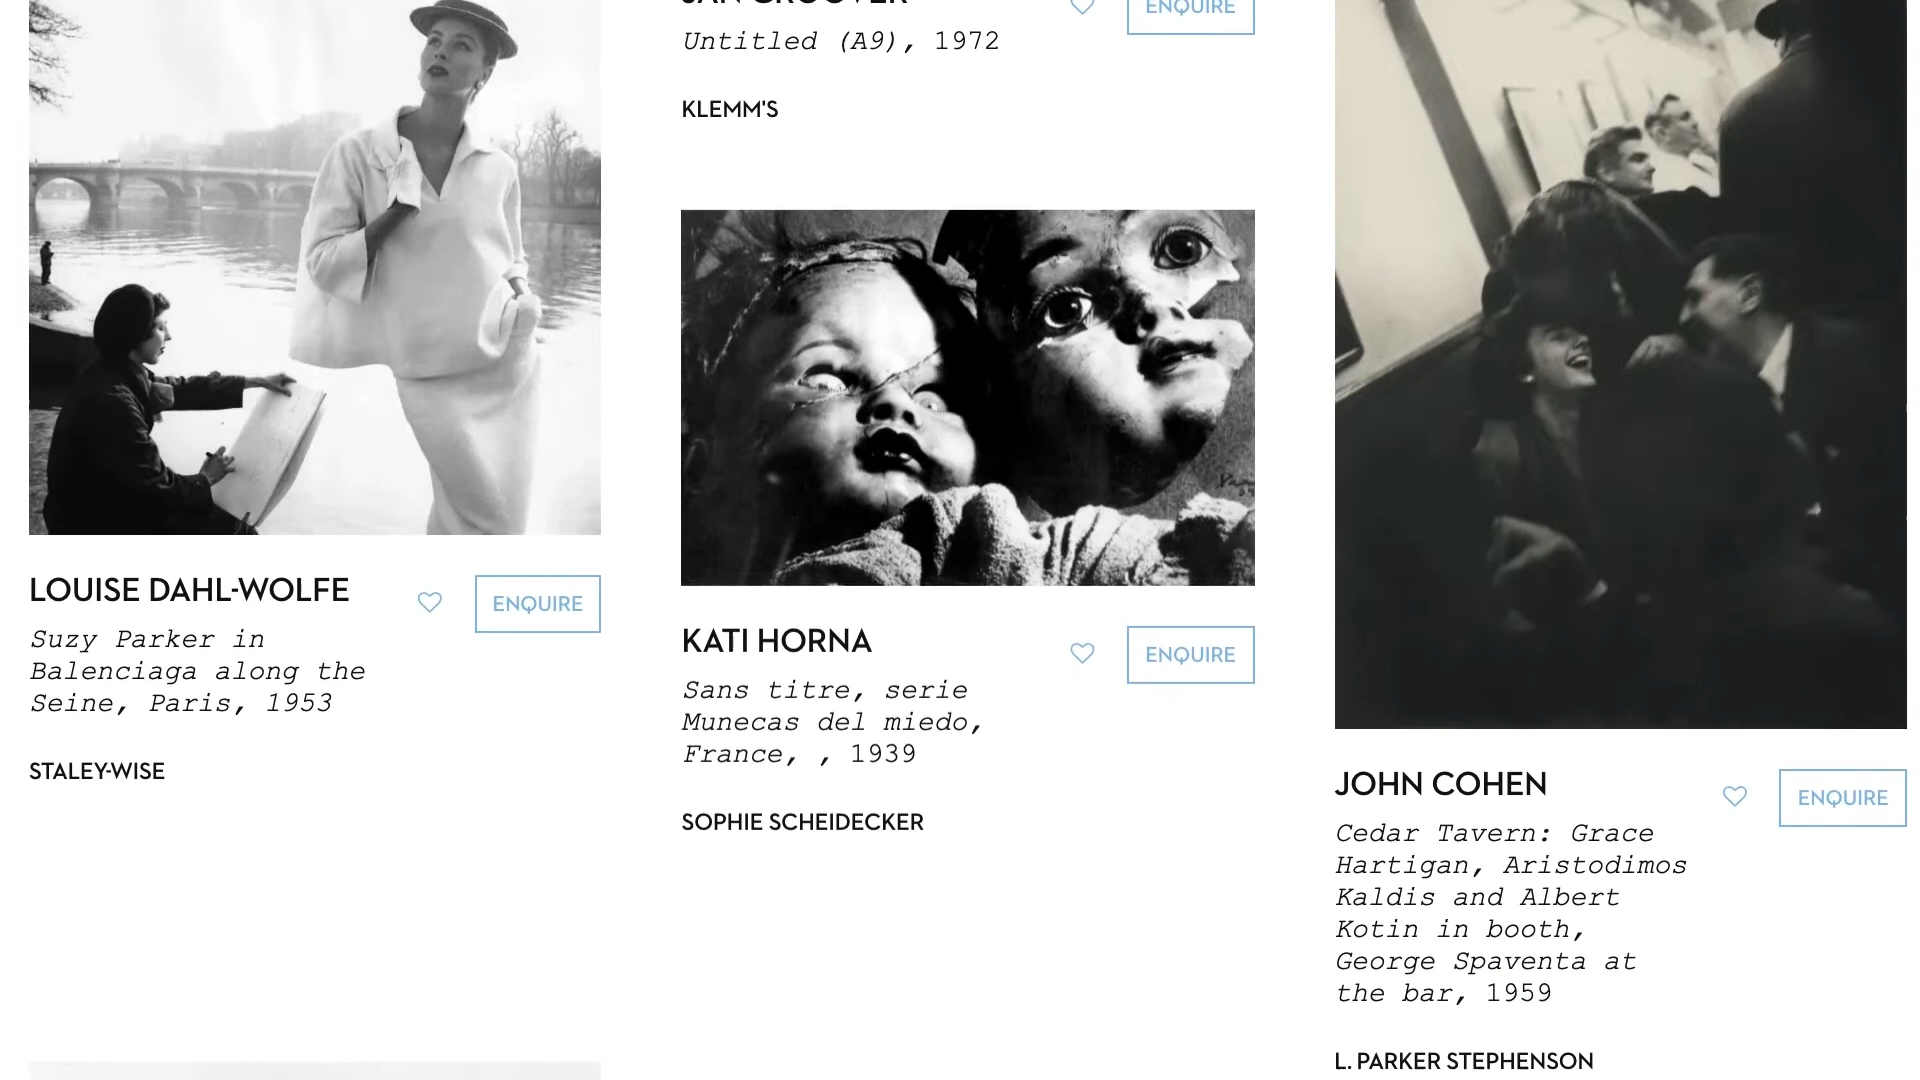 LOUISE DAHL-WOLFE
ENQUIRE
Suzy Parker in
Balenciaga along the
Seine, Paris, 1953
STALEY-WISE
JAN GROOVER
ENQUIRE
Untitled (A9), 1972
KLEMM'S
KATI HORNA
ENQUIRE
Sans titre, serie
Munecas del miedo,
France, , 1939
SOPHIE SCHEIDECKER
JOHN COHEN
ENQUIRE
Cedar Tavern: Grace
Hartigan, Aristodimos
Kaldis and Albert
Kotin in booth,
George Spaventa at
the bar, 1959
L. PARKER STEPHENSON